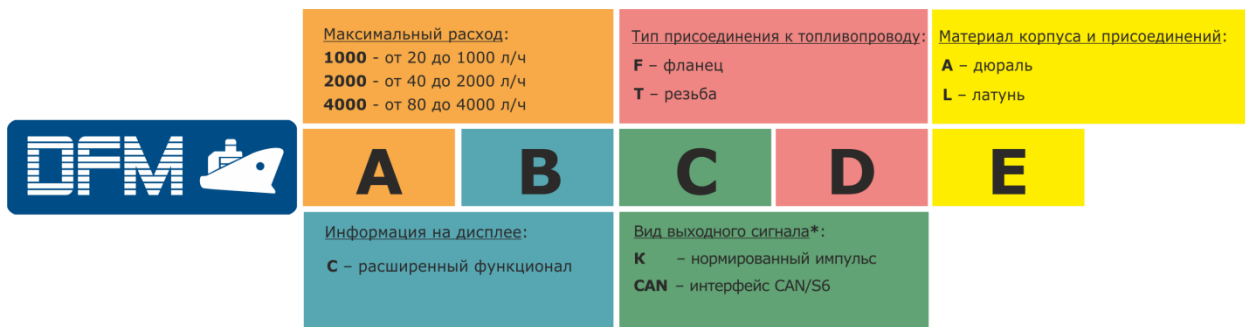 Максимальный расход:
1000 - от 20 до 1000 л/ч
2000 - от 40 до 2000 л/ч
4000 - от 80 до 4000 л/ч
Тип присоединения к топливопроводу:
F – фланец
T – резьба
Материал корпуса и присоединений:
A – дюраль
L – латунь
DFM
A
B
C
D
E
Информация на дисплее:
C – расширенный функционал
Вид выходного сигнала*:
K – нормированный импульс
CAN – интерфейс CAN/S6